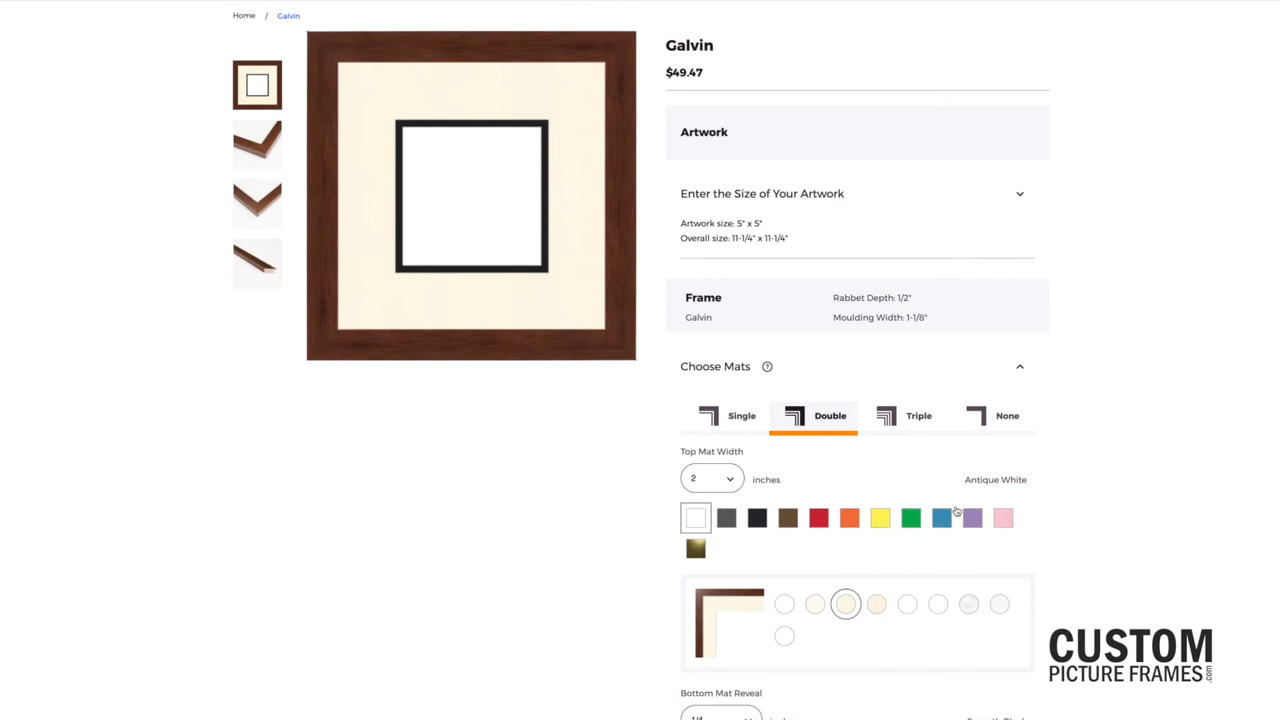 Home / Galvin
Galvin
$49.47
Artwork
Enter the Size of Your Artwork
Artwork size: 5" x 5"
Overall size: 11-1/4" x 11-1/4"
Frame
Rabbet Depth: 1/2"
Galvin
Moulding Width: 1-1/8"
Choose Mats ?
Single Double Triple None
Top Mat Width
2 inches Antique White
CUSTOM
PICTURE FRAMES.com
Bottom Mat Reveal